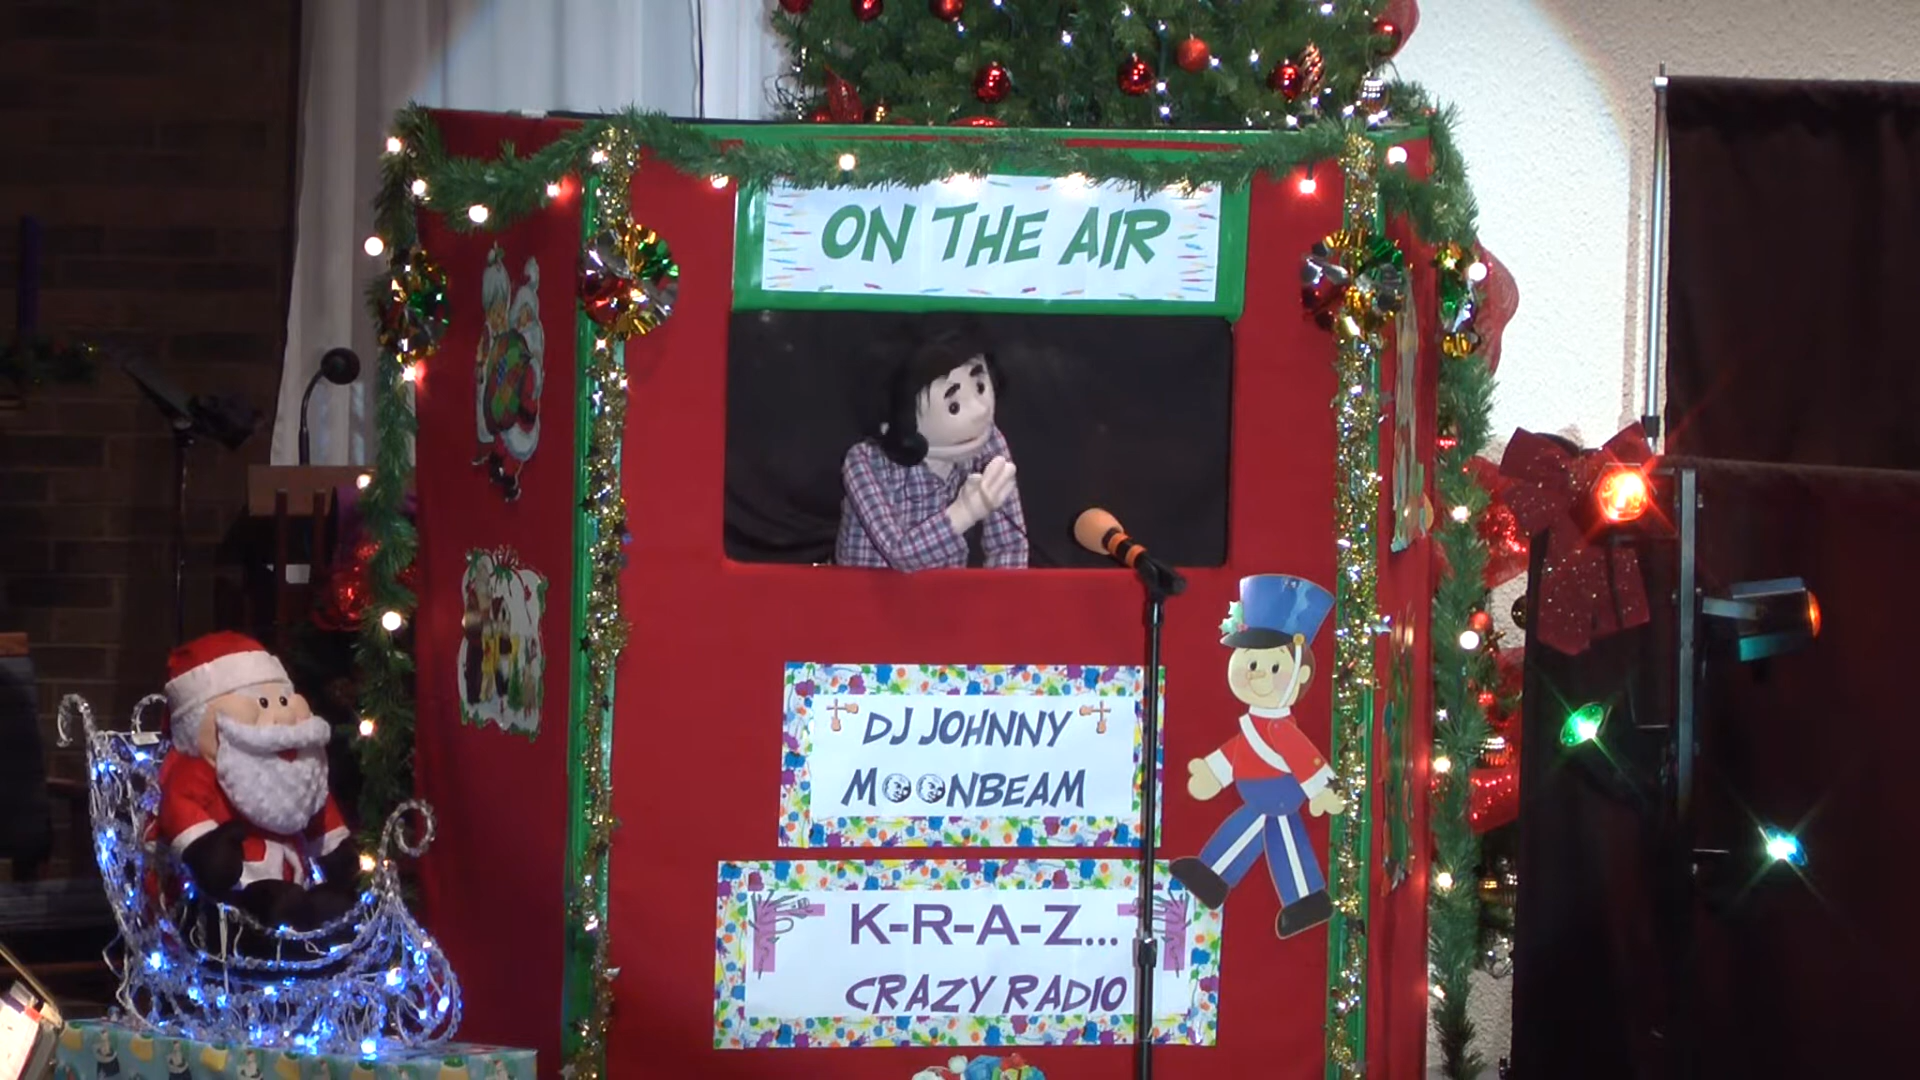 ON THE AIR
DJ JOHNNY
MOONBEAM
K-R-A-Z...
CRAZY RADIO